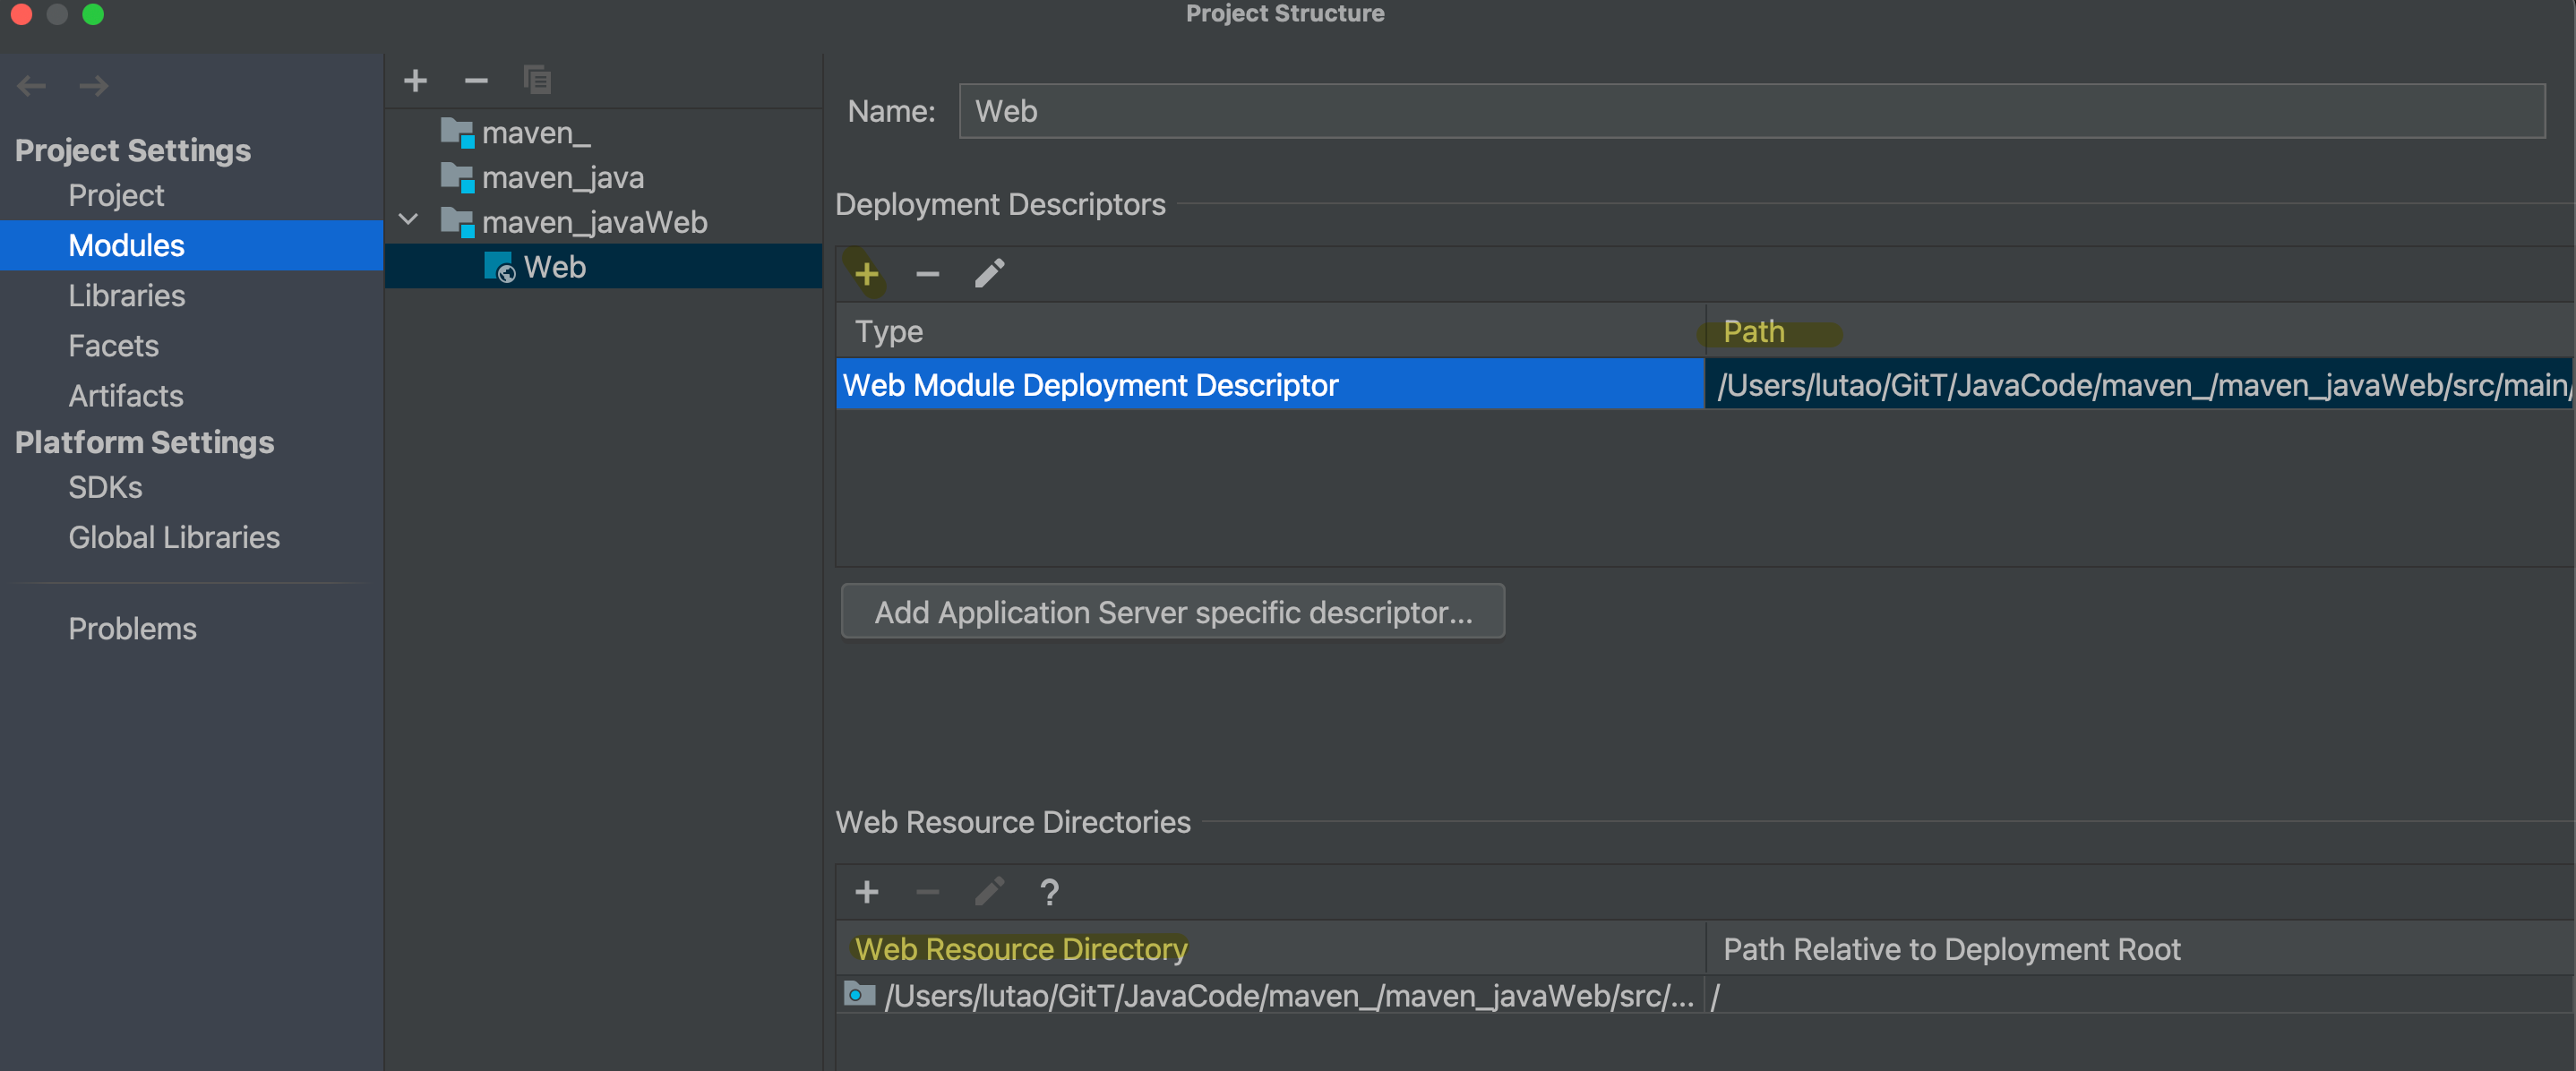 Project Structure
Project Settings
Project
Modules
Libraries
Facets
Artifacts
Platform Settings
SDKs
Global Libraries
Problems
maven_
maven_java
maven_javaWeb
Web
Name: Web
Deployment Descriptors
Type Path
Web Module Deployment Descriptor /Users/lutao/GitT/JavaCode/maven_/maven_javaWeb/src/main/
Add Application Server specific descriptor...
Web Resource Directories
?
Web Resource Directory Path Relative to Deployment Root
/Users/lutao/GitT/JavaCode/maven_/maven_javaWeb/src/... /